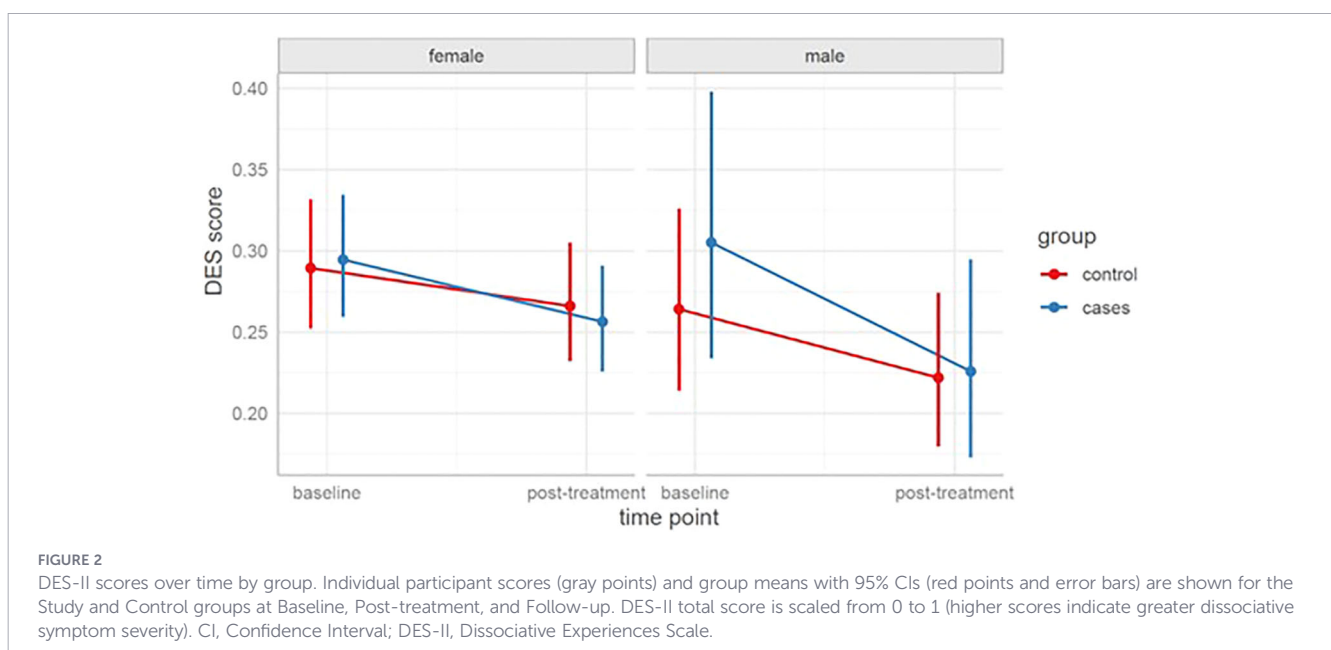 female
male
0.40
0.35
0.30
0.25
0.20
DES score
group
control
cases
baseline
post-treatment
baseline
post-treatment
time point
FIGURE 2
DES-II scores over time by group. Individual participant scores (gray points) and group means with 95% CIs (red points and error bars) are shown for the
Study and Control groups at Baseline, Post-treatment, and Follow-up. DES-II total score is scaled from 0 to 1 (higher scores indicate greater dissociative
symptom severity). CI, Confidence Interval; DES-II, Dissociative Experiences Scale.